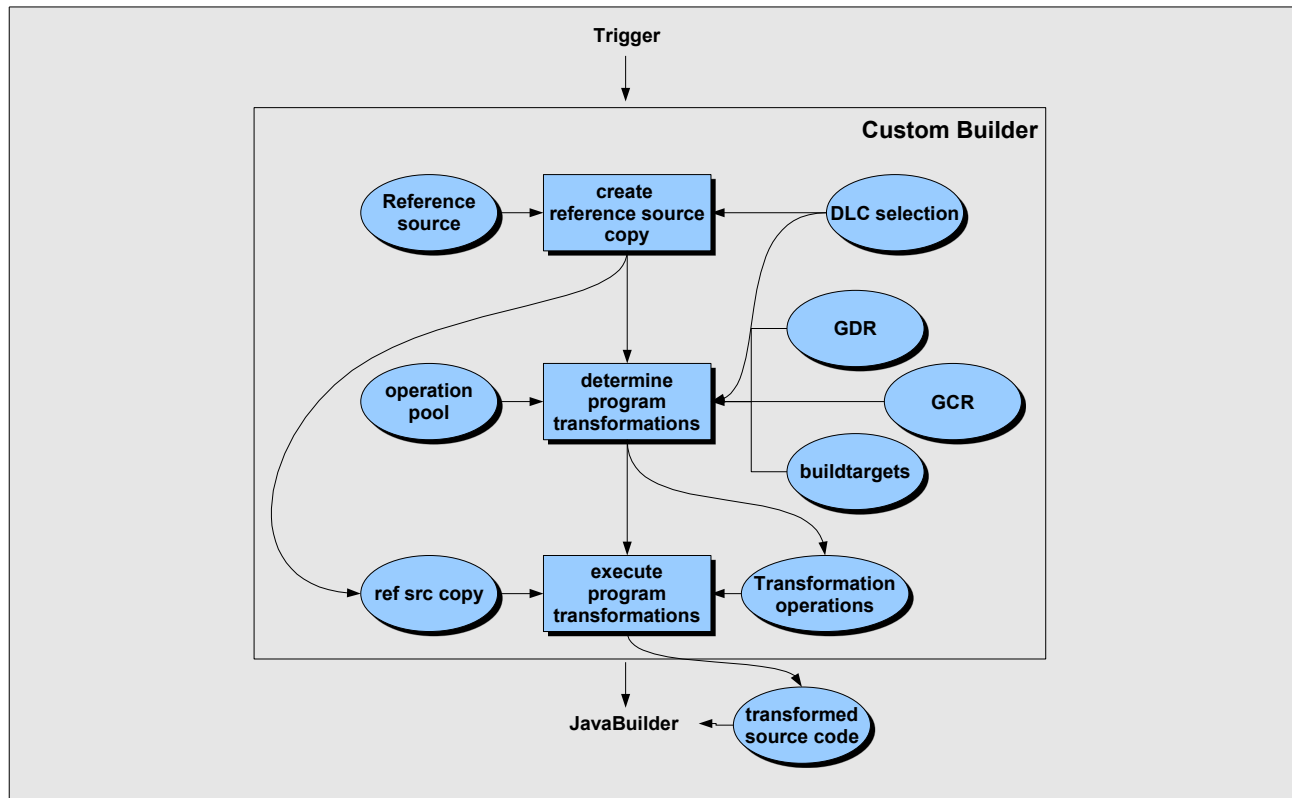 Trigger
Custom Builder
Reference
source
create
reference source
copy
DLC selection
GDR
operation
pool
determine
program
transformations
GCR
buildtargets
ref src copy
execute
program
transformations
Transformation
operations
JavaBuilder
transformed
source code